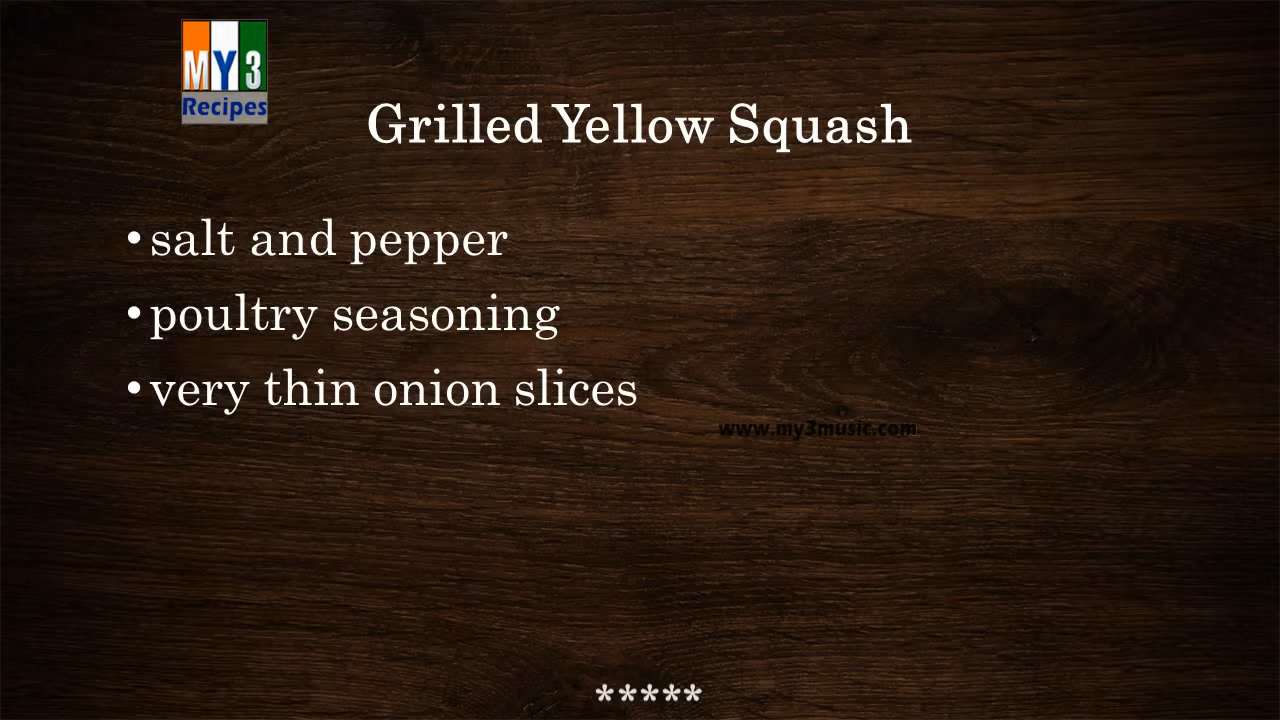 MY3
Recipes
Grilled Yellow Squash
• salt and pepper
• poultry seasoning
• very thin onion slices
www.my3music.com
*****